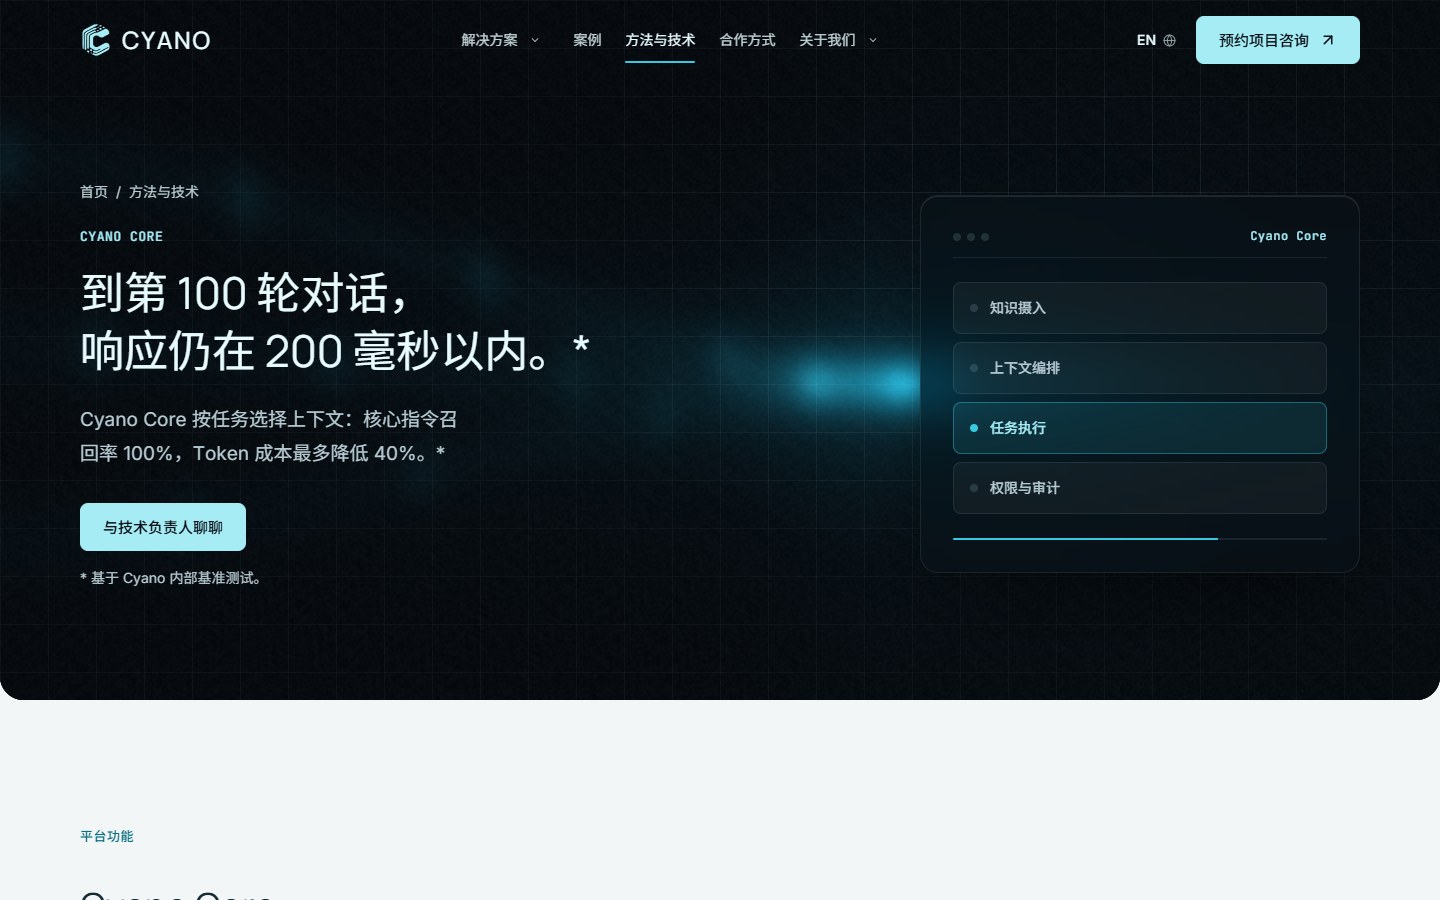 CYANO
解决方案
案例
方法与技术
合作方式
关于我们
EN
预约项目咨询
首页 / 方法与技术
CYANO CORE
到第 100 轮对话，
响应仍在 200 毫秒以内。*
Cyano Core 按任务选择上下文：核心指令召
回率 100%，Token 成本最多降低 40%。*
与技术负责人聊聊
* 基于 Cyano 内部基准测试。
Cyano Core
知识摄入
上下文编排
任务执行
权限与审计
平台功能
Cyano Core